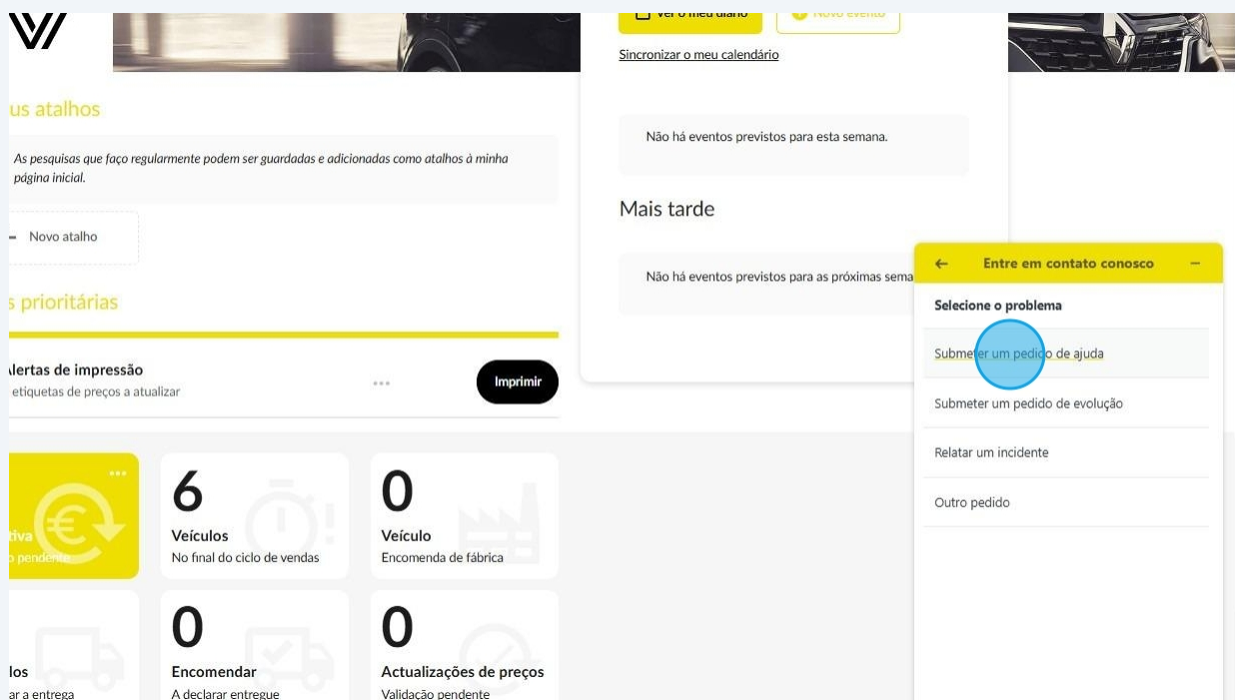 Ver o meu diário
Novo evento
Sincronizar o meu calendário
us atalhos
As pesquisas que faço regularmente podem ser guardadas e adicionadas como atalhos à minha
página inicial.
Novo atalho
Não há eventos previstos para esta semana.
Mais tarde
Não há eventos previstos para as próximas sema
s prioritárias
Alertas de impressão
etiquetas de preços a atualizar
Imprimir
tiva
o pendente
6
Veículos
No final do ciclo de vendas
0
Veículo
Encomenda de fábrica
los
ar a entrega
0
Encomendar
A declarar entregue
0
Actualizações de preços
Validação pendente
Entre em contato conosco
Selecione o problema
Submeter um pedido de ajuda
Submeter um pedido de evolução
Relatar um incidente
Outro pedido